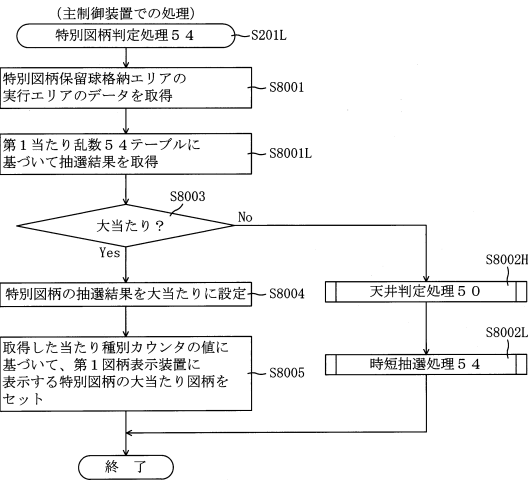 (主制御装置での処理)
特別図柄判定処理54
S201L
特別図柄保留球格納エリアの
実行エリアのデータを取得
S8001
第1当たり乱数54テーブルに
基づいて抽選結果を取得
S8001L
S8003
大当たり?
No
Yes
S8002H
特別図柄の抽選結果を大当たりに設定
S8004
天井判定処理50
取得した当たり種別カウンタの値に
基づいて、第1図柄表示装置に
表示する特別図柄の大当たり図柄を
セット
S8005
S8002L
時短抽選処理54
終 了